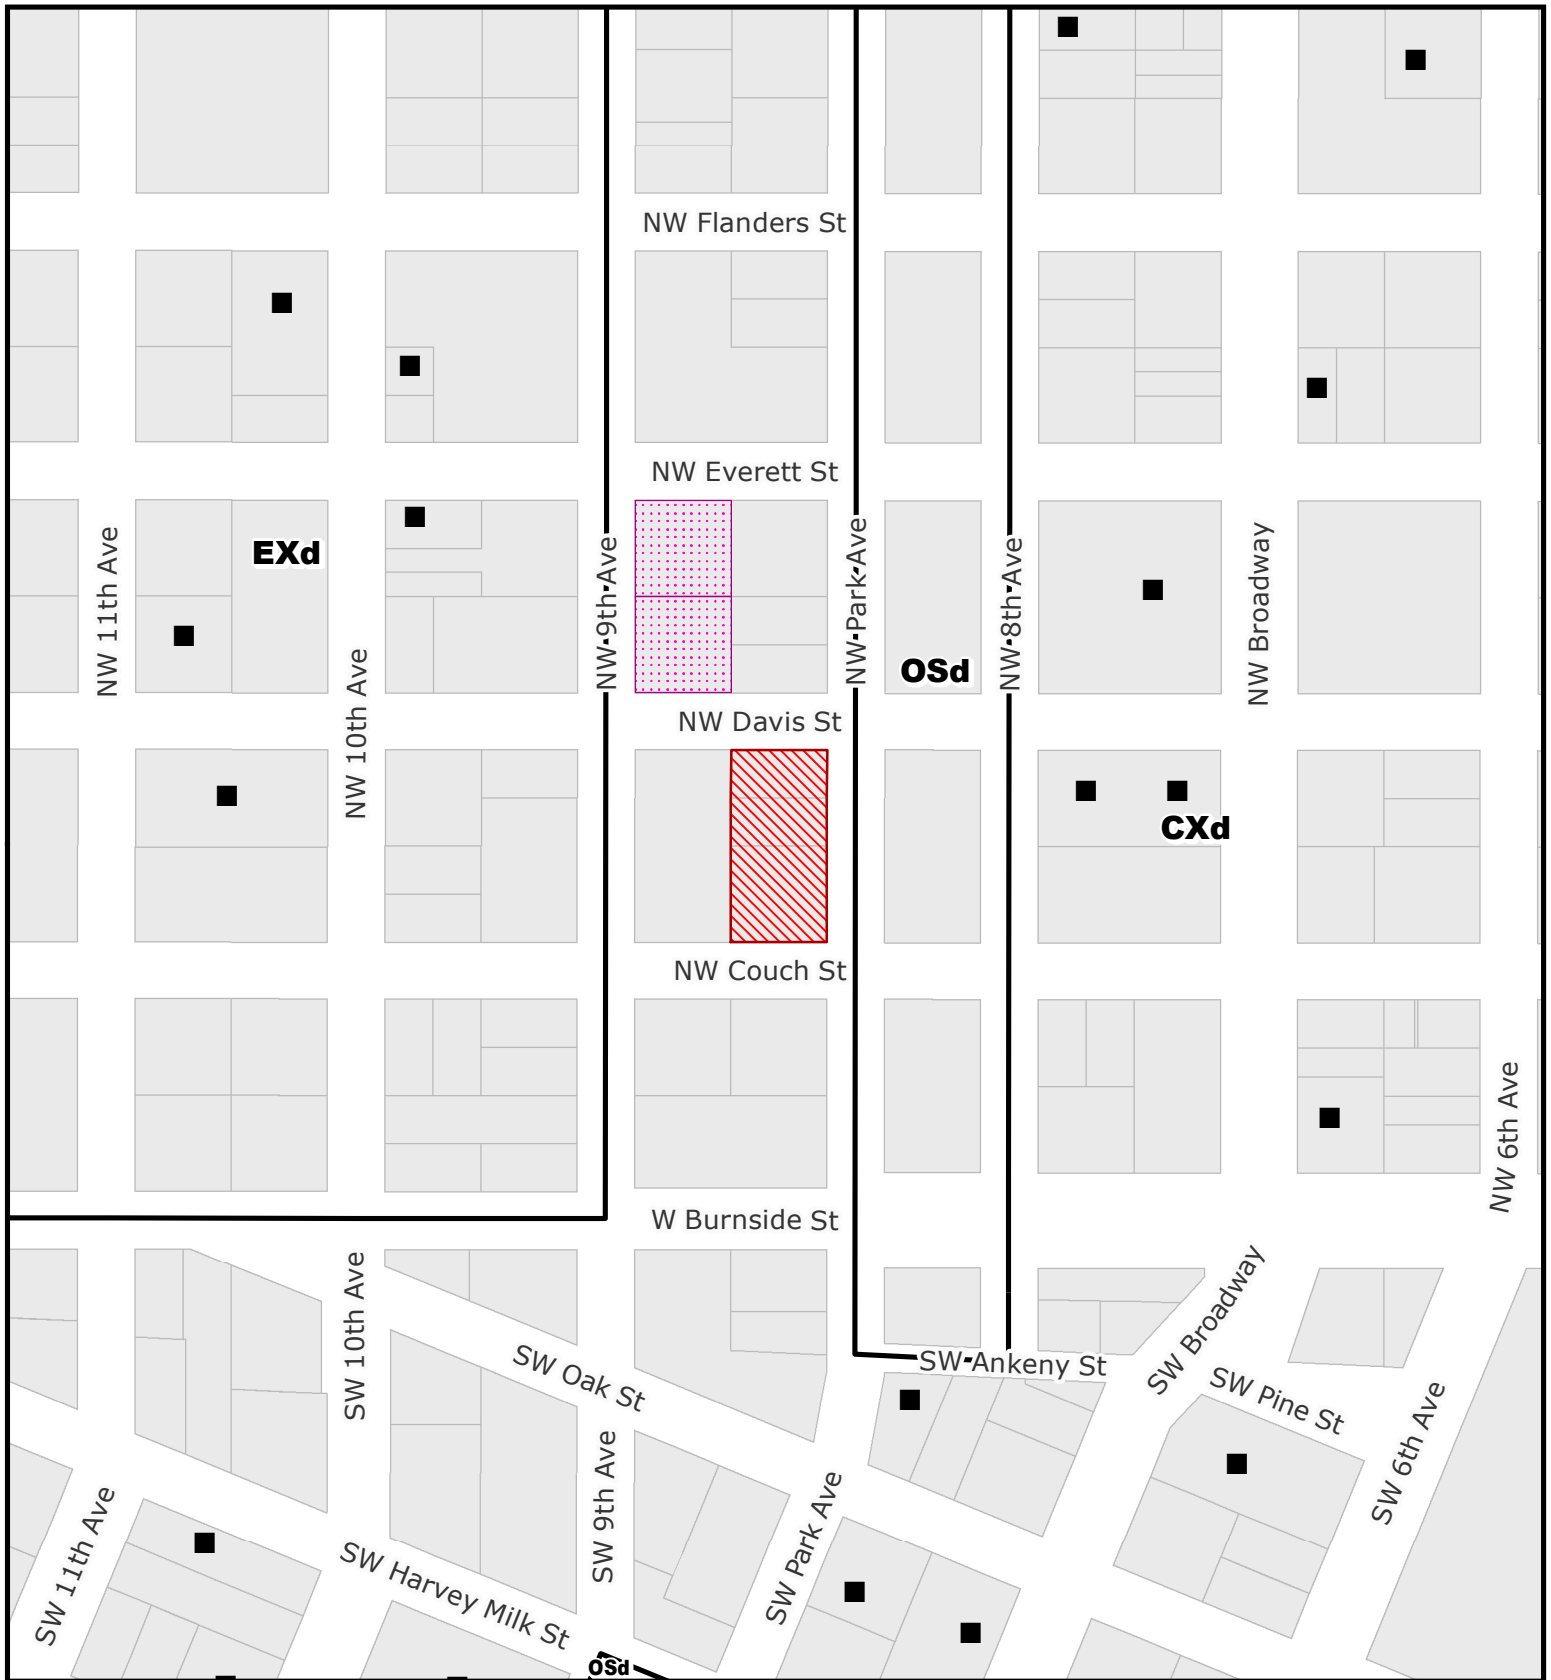 NW Flanders St
NW Everett St
NW 11th Ave
EXd
NW 10th Ave
NW 9th Ave
NW Park Ave
OSd
NW 8th Ave
NW Broadway
NW Davis St
CXd
NW Couch St
NW 6th Ave
W Burnside St
SW 10th Ave
SW Oak St
SW Ankeny St
SW Broadway
SW Pine St
SW 6th Ave
SW 9th Ave
SW Park Ave
SW 11th Ave
SW Harvey Milk St
OSd